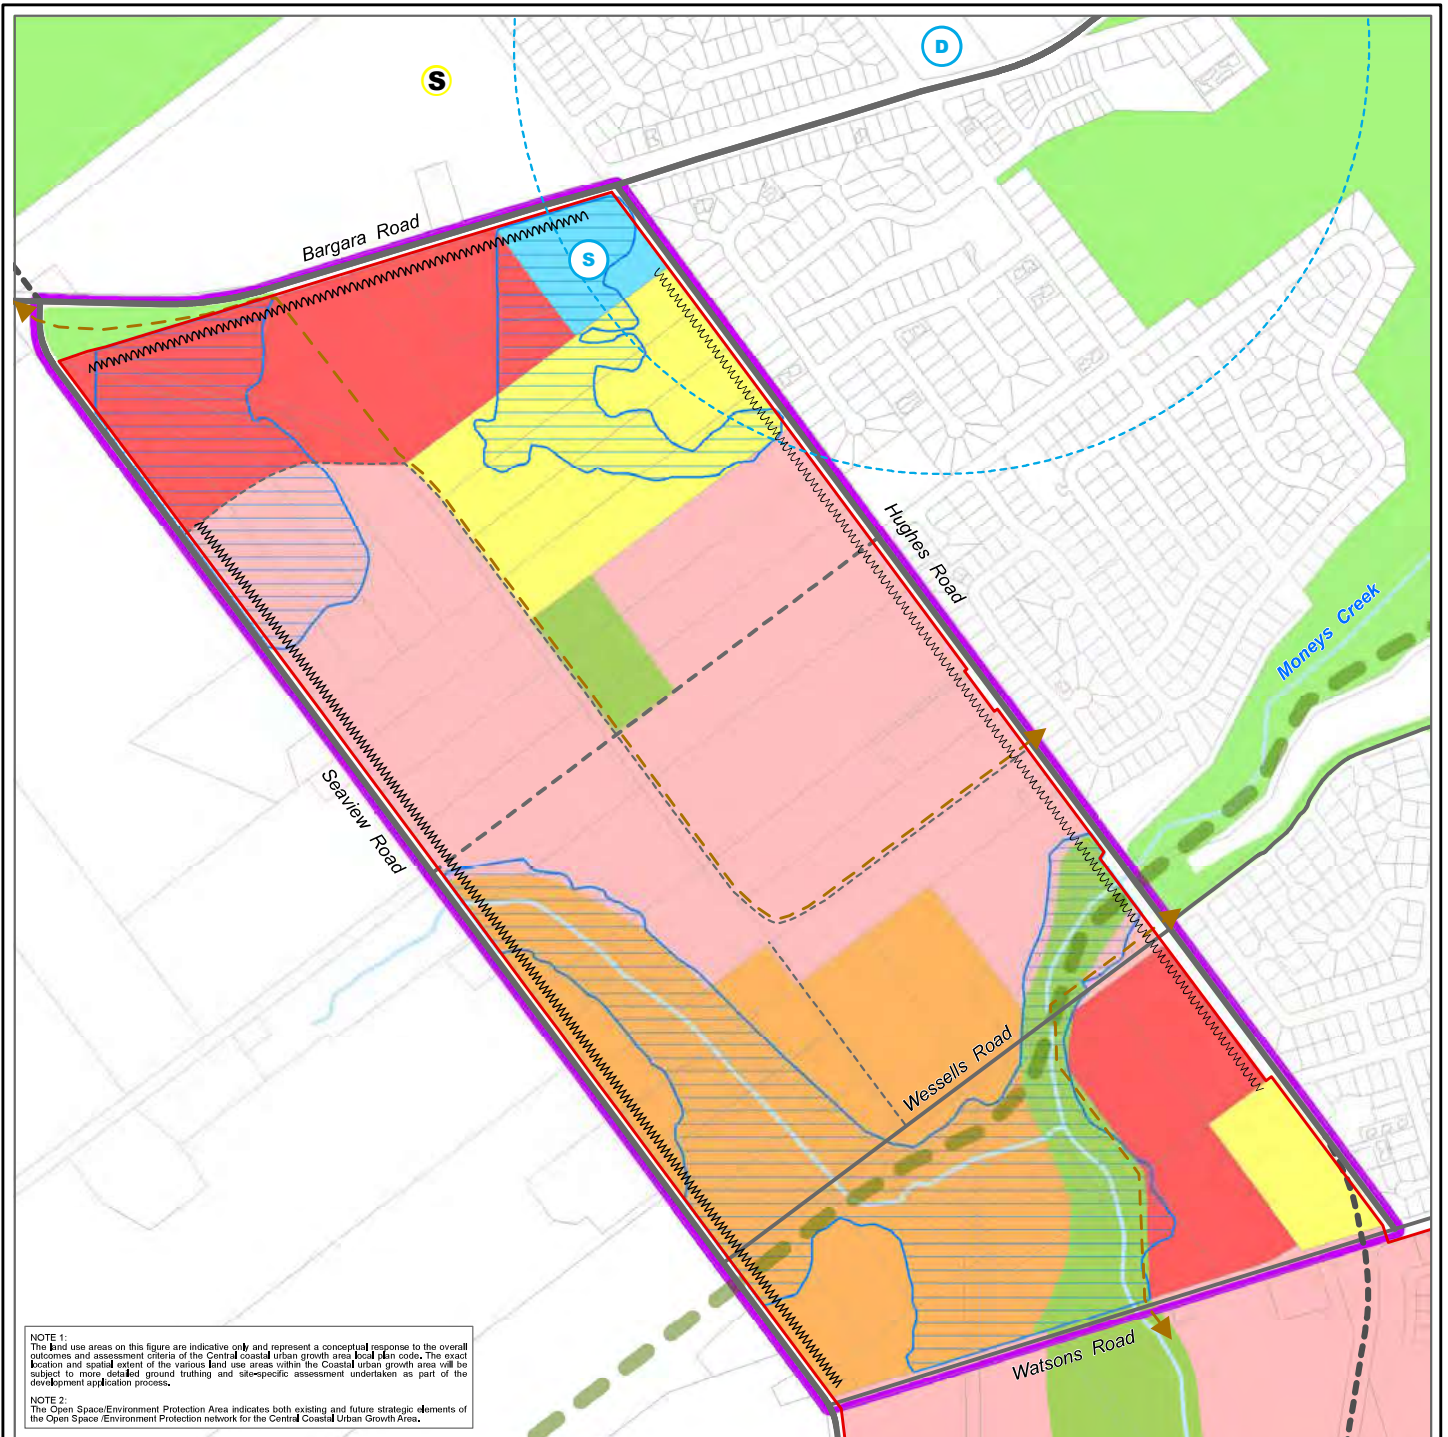 D
S
Bargara Road
S
Hughes Road
Moneys Creek
Seaview Road
Wessells Road
Watsons Road
NOTE 1:
The land use areas on this figure are indicative only and represent a conceptual response to the overall
outcomes and assessment criteria of the Central coastal urban growth area local plan code. The exact
location and spatial extent of the various land use areas within the Coastal urban growth area will be
subject to more detailed ground truthing and site-specific assessment undertaken as part of the
development application process.
NOTE 2:
The Open Space/Environment Protection Area indicates both existing and future strategic elements of
the Open Space /Environment Protection network for the Central Coastal Urban Growth Area.